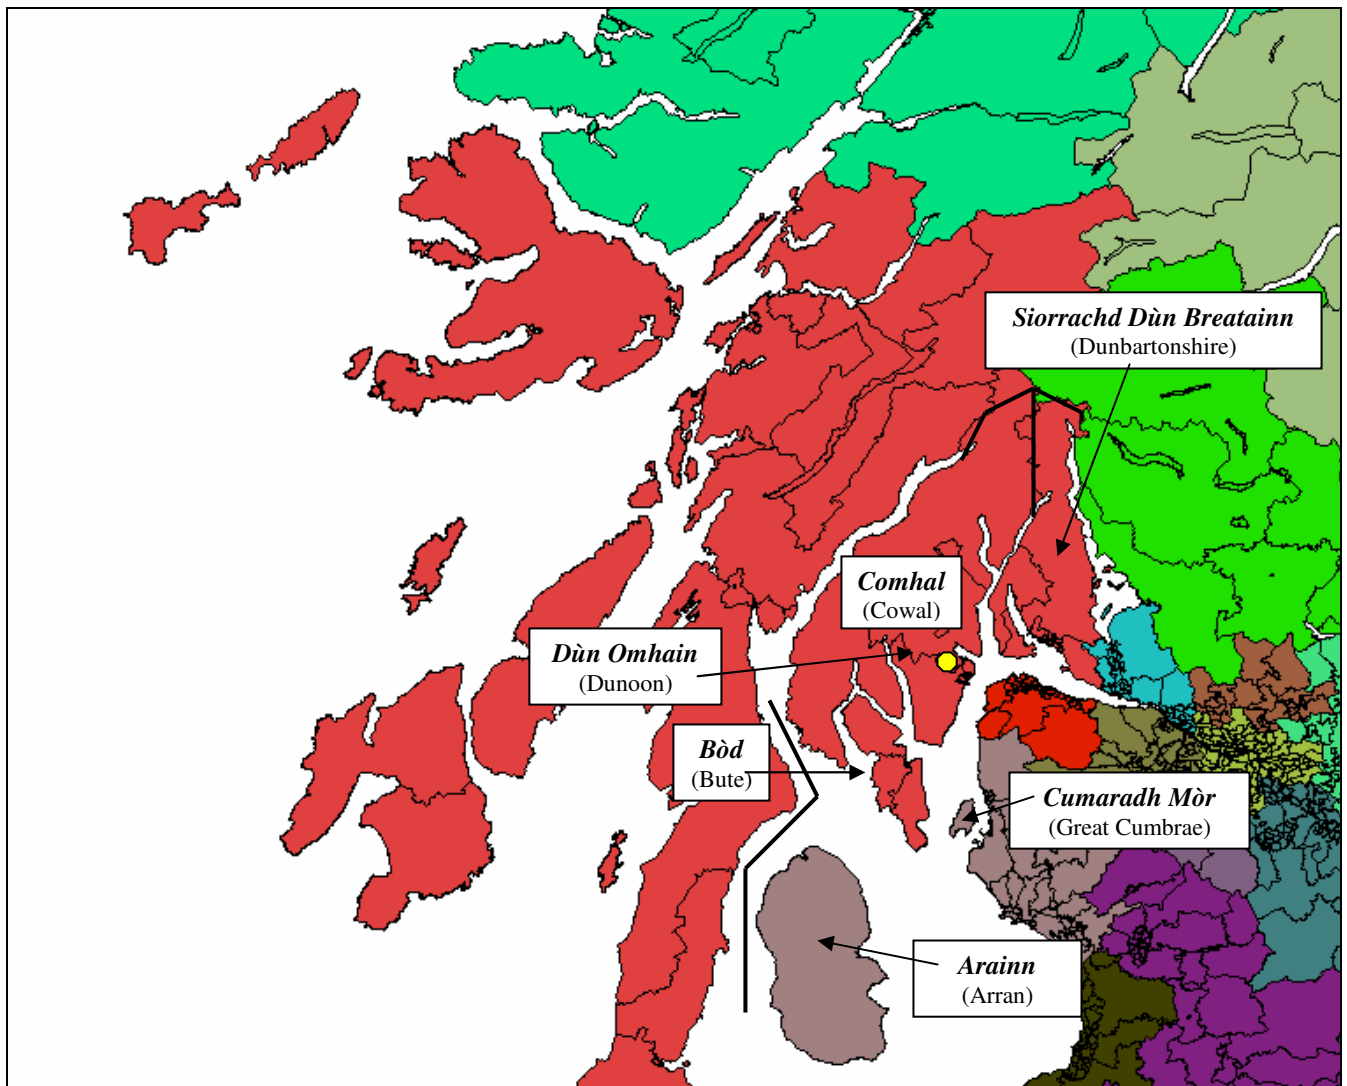 Siorrachd Dùn Breatainn
(Dunbartonshire)
Comhal
(Cowal)
Dùn Omhain
(Dunoon)
Bòd
(Bute)
Cumaradh Mòr
(Great Cumbrae)
Arainn
(Arran)